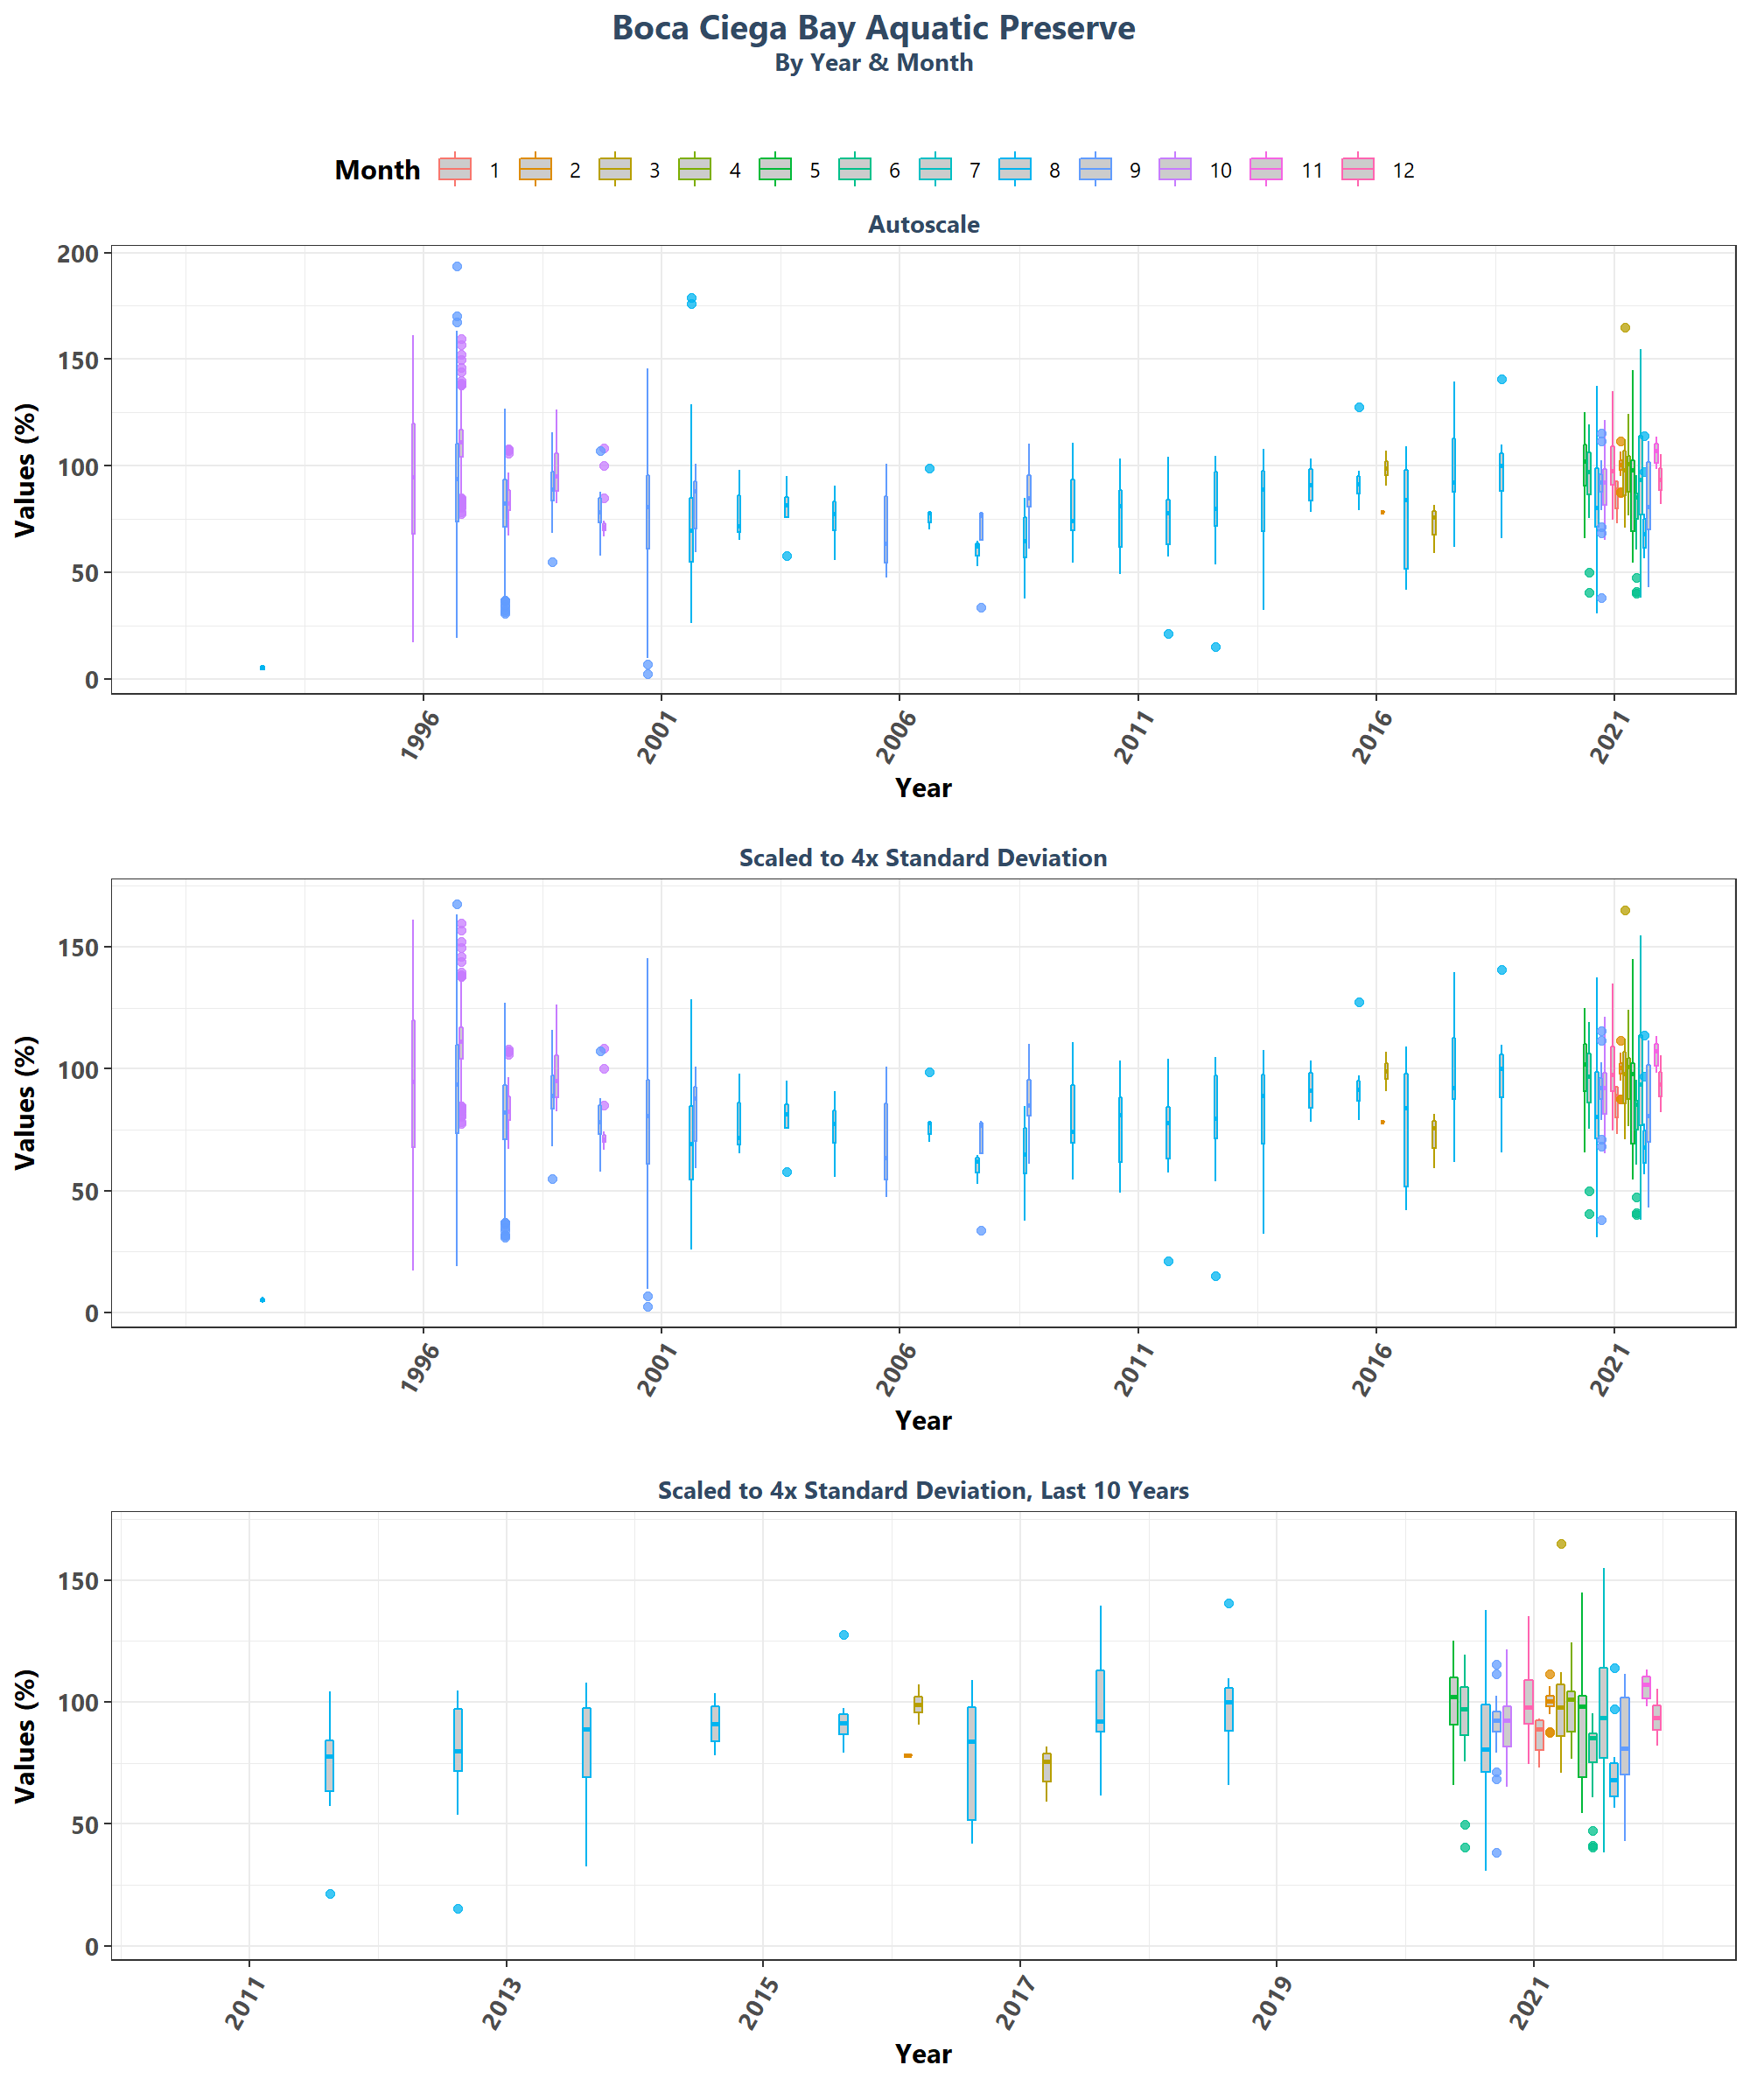 Boca Ciega Bay Aquatic Preserve
By Year & Month
Month 1 2 3 4 5 6 7 8 9 10 11 12
Autoscale
Values (%)
200
150
100
50
0
1996 2001 2006 2011 2016 2021
Year
Scaled to 4x Standard Deviation
Values (%)
150
100
50
0
1996 2001 2006 2011 2016 2021
Year
Scaled to 4x Standard Deviation, Last 10 Years
Values (%)
150
100
50
0
2011 2013 2015 2017 2019 2021
Year